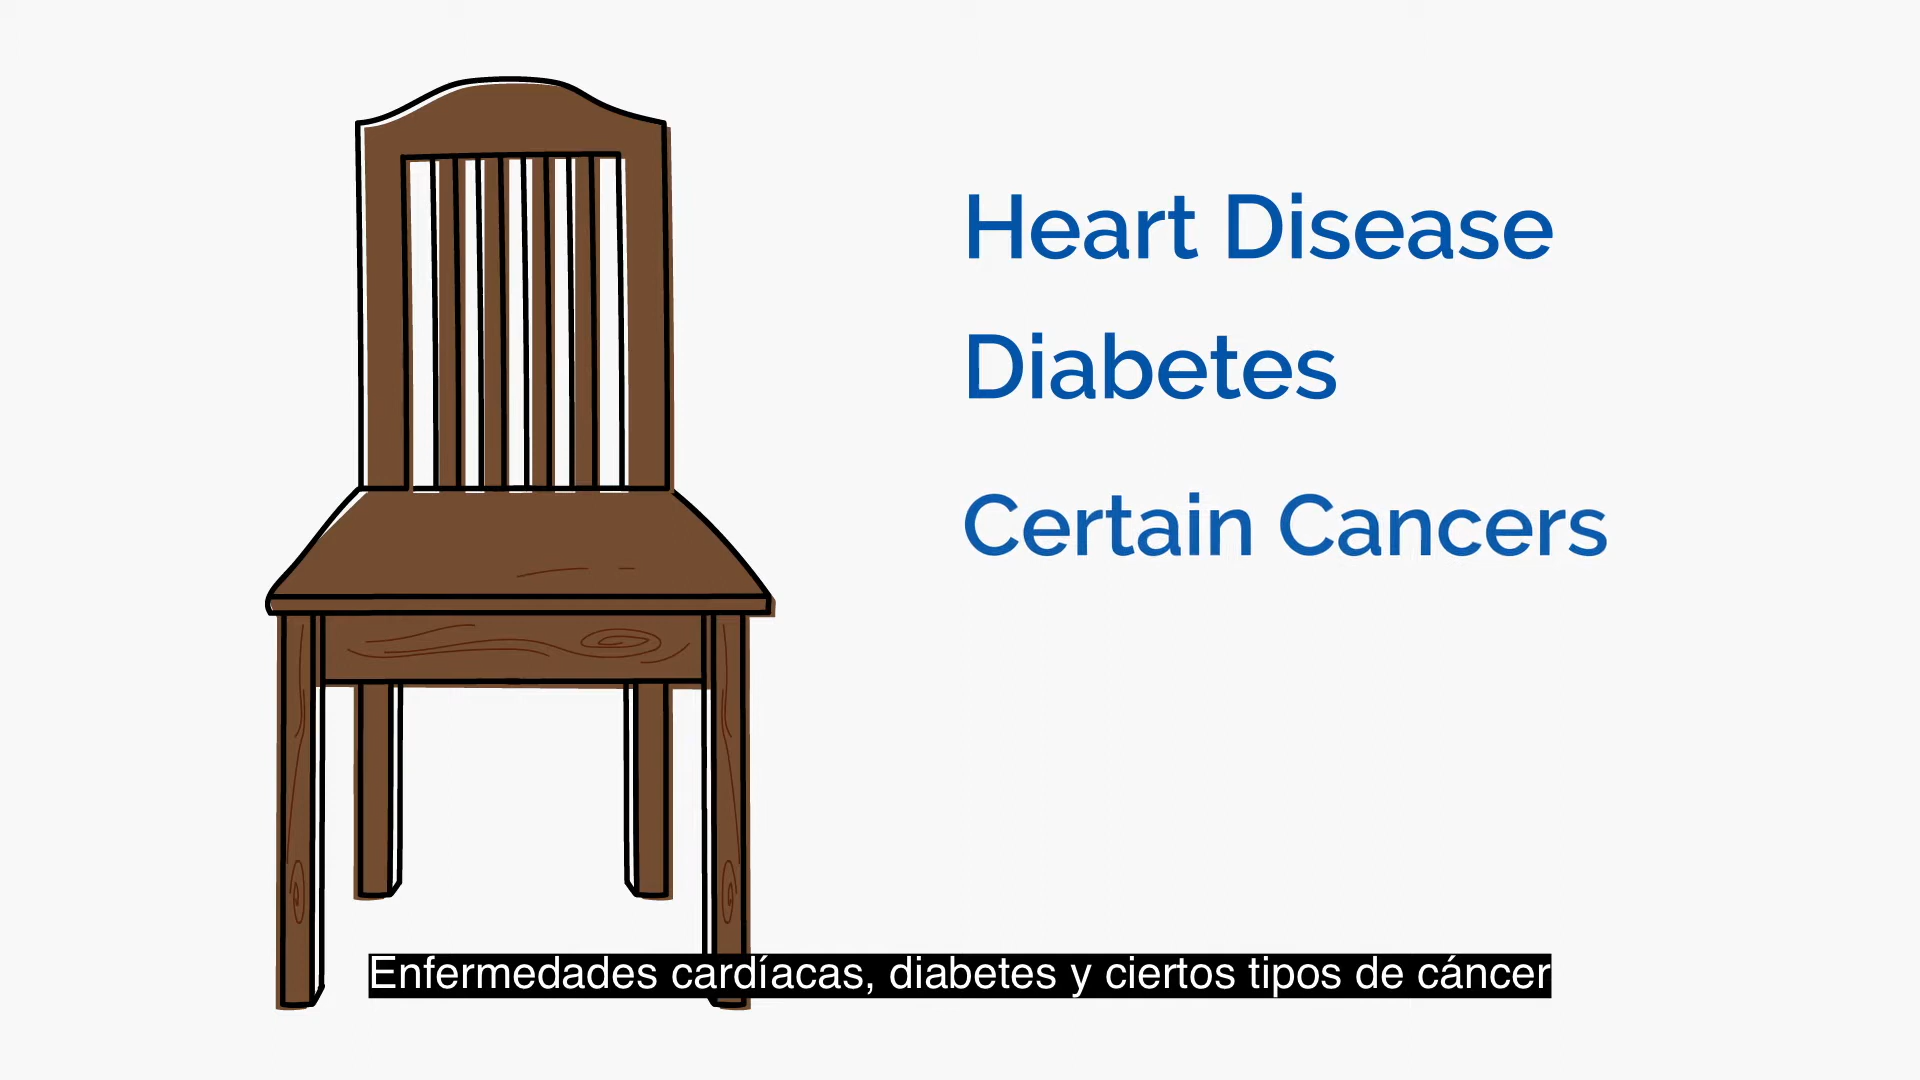 Heart Disease
Diabetes
Certain Cancers
Enfermedades cardíacas, diabetes y ciertos tipos de cáncer